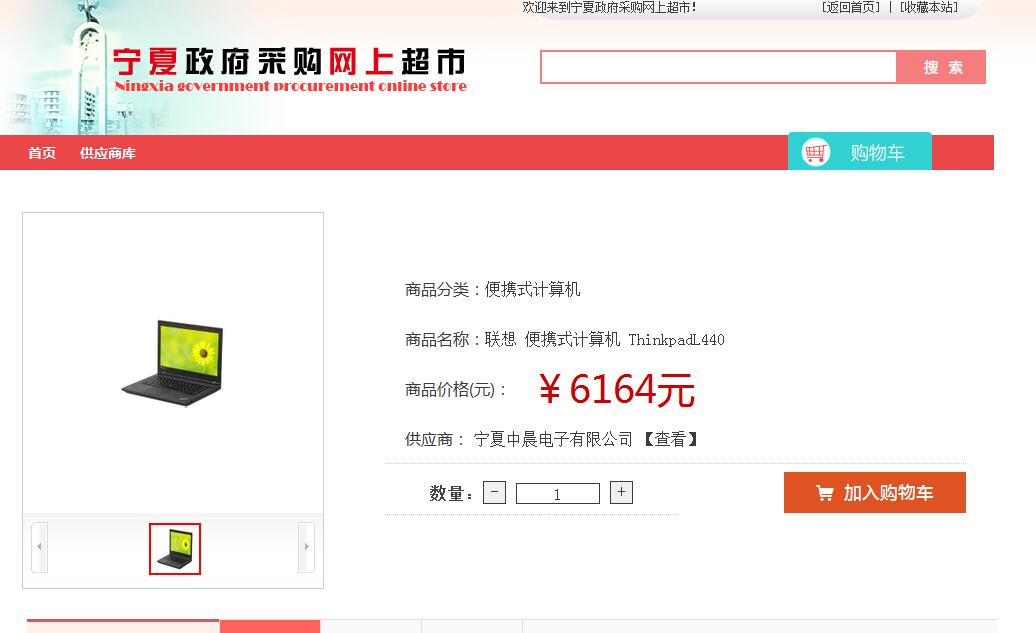 欢迎来到宁夏政府采购网上超市！ [返回首页] | [收藏本站]
宁夏政府采购网上超市
Ningxia government procurement online store
搜 索
首页 供应商库 购物车
商品分类：便携式计算机
商品名称：联想 便携式计算机 ThinkpadL440
商品价格(元)： ￥6164元
供应商： 宁夏中晨电子有限公司 【查看】
数量： - 1 + 加入购物车